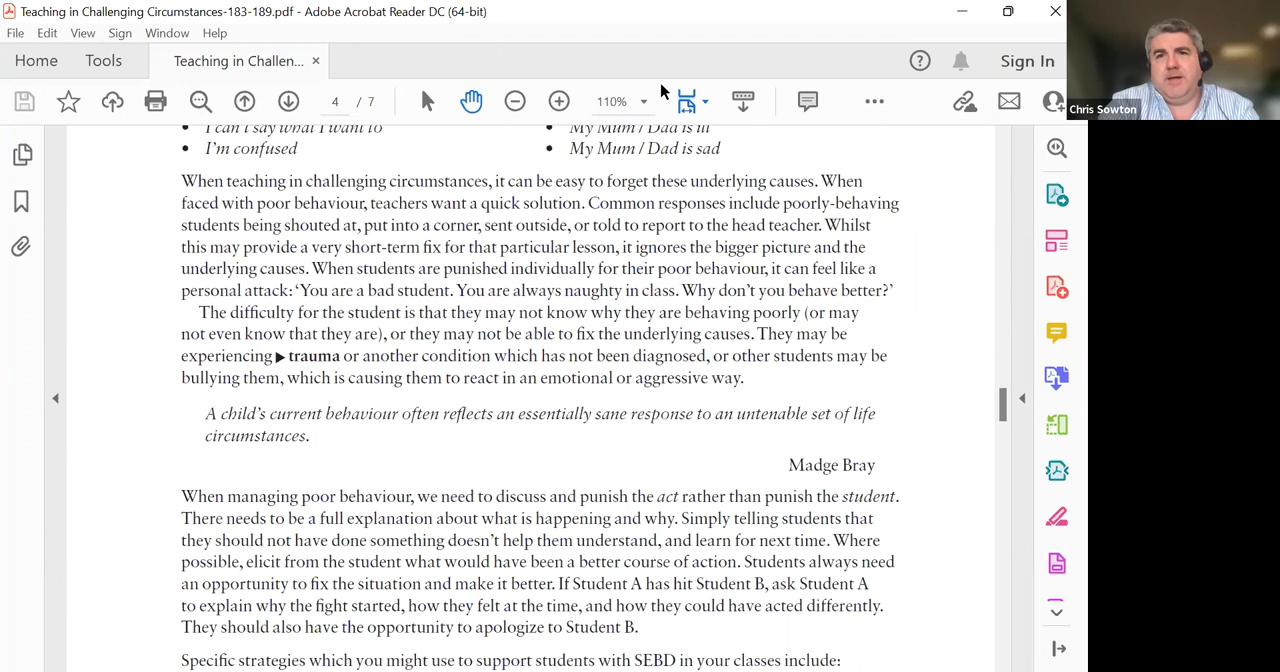 Teaching in Challenging Circumstances-183-189.pdf - Adobe Acrobat Reader DC (64-bit)
File Edit View Sign Window Help
Home Tools Teaching in Challen... × Sign In
4 / 7 110%
Chris Sowton
• I can't say what I want to • My Mum / Dad is ill
• I'm confused • My Mum / Dad is sad
When teaching in challenging circumstances, it can be easy to forget these underlying causes. When
faced with poor behaviour, teachers want a quick solution. Common responses include poorly-behaving
students being shouted at, put into a corner, sent outside, or told to report to the head teacher. Whilst
this may provide a very short-term fix for that particular lesson, it ignores the bigger picture and the
underlying causes. When students are punished individually for their poor behaviour, it can feel like a
personal attack: ‘You are a bad student. You are always naughty in class. Why don’t you behave better?’
The difficulty for the student is that they may not know why they are behaving poorly (or may
not even know that they are), or they may not be able to fix the underlying causes. They may be
experiencing ▶ trauma or another condition which has not been diagnosed, or other students may be
bullying them, which is causing them to react in an emotional or aggressive way.
A child’s current behaviour often reflects an essentially sane response to an untenable set of life
circumstances.
Madge Bray
When managing poor behaviour, we need to discuss and punish the act rather than punish the student.
There needs to be a full explanation about what is happening and why. Simply telling students that
they should not have done something doesn’t help them understand, and learn for next time. Where
possible, elicit from the student what would have been a better course of action. Students always need
an opportunity to fix the situation and make it better. If Student A has hit Student B, ask Student A
to explain why the fight started, how they felt at the time, and how they could have acted differently.
They should also have the opportunity to apologize to Student B.
Specific strategies which you might use to support students with SEBD in your classes include: